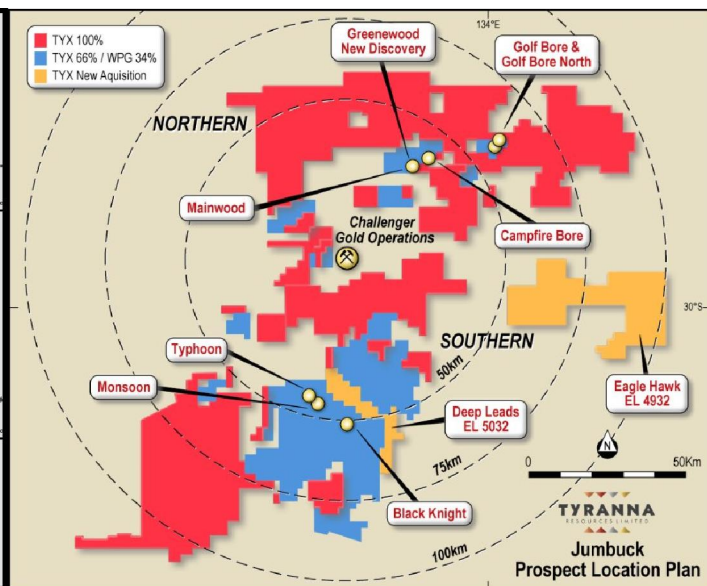 TYX 100%
TYX 66% / WPG 34%
TYX New Aquisition
134°E
Greenewood
New Discovery
Golf Bore &
Golf Bore North
NORTHERN
Mainwood
Challenger
Gold Operations
Campfire Bore
30°S
SOUTHERN
Typhoon
50km
Monsoon
Deep Leads
EL 5032
Eagle Hawk
EL 4932
N
75km
0
50Km
Black Knight
TYRANNA
RESOURCES LIMITED
100km
Jumbuck
Prospect Location Plan